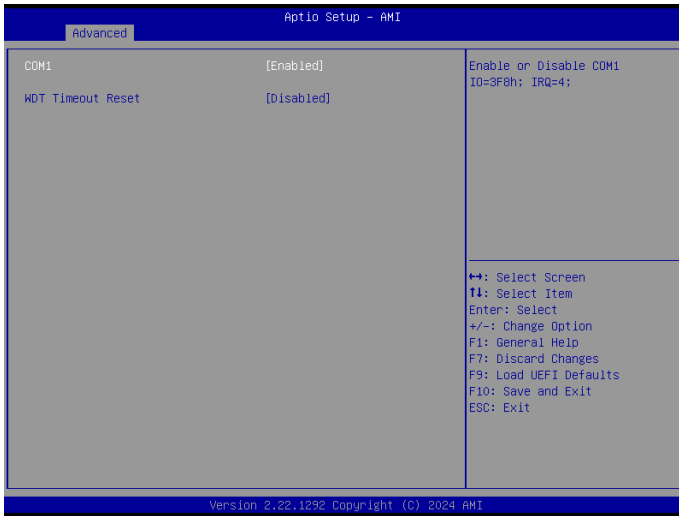 Aptio Setup – AMI
Advanced
COM1 [Enabled]
WDT Timeout Reset [Disabled]
Enable or Disable COM1
IO=3F8h; IRQ=4;
↔: Select Screen
↑↓: Select Item
Enter: Select
+/-: Change Option
F1: General Help
F7: Discard Changes
F9: Load UEFI Defaults
F10: Save and Exit
ESC: Exit
Version 2.22.1292 Copyright (C) 2024 AMI